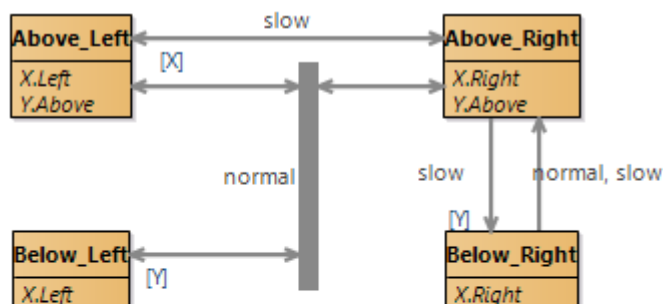 slow
Above_Left
Above_Right
[X]
X.Left
Y.Above
X.Right
Y.Above
normal
slow
normal, slow
[Y]
Below_Left
Below_Right
[Y]
X.Left
X.Right